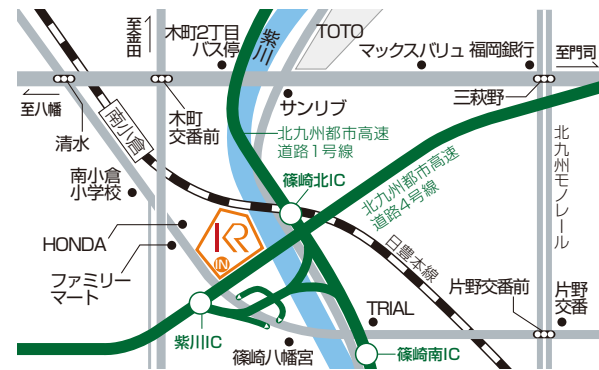 至金田
木町2丁目
バス停
紫川
TOTO
マックスバリュ
福岡銀行
至門司
至八幡
清水
南小倉
木町
交番前
サンリブ
三萩野
北九州都市高速
道路1号線
南小倉
小学校
篠崎北IC
北九州都市高速
道路4号線
北九州モノレール
HONDA
KR
IN
ファミリー
マート
日豊本線
片野交番前
片野
交番
TRIAL
紫川IC
篠崎八幡宮
篠崎南IC